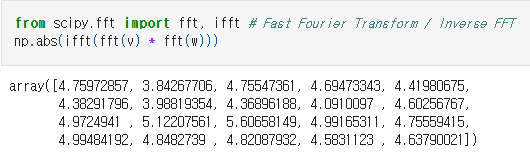 from scipy.fft import fft, ifft # Fast Fourier Transform / Inverse FFT
np.abs(ifft(fft(v) * fft(w)))
array([4.75972857, 3.84267706, 4.75547361, 4.69473343, 4.41980675,
4.38291796, 3.98819354, 4.36896188, 4.0910097 , 4.60256767,
4.9724941 , 5.12207561, 5.60658149, 4.99165311, 4.75559415,
4.99484192, 4.8482739 , 4.82087932, 4.5831123 , 4.63790021])